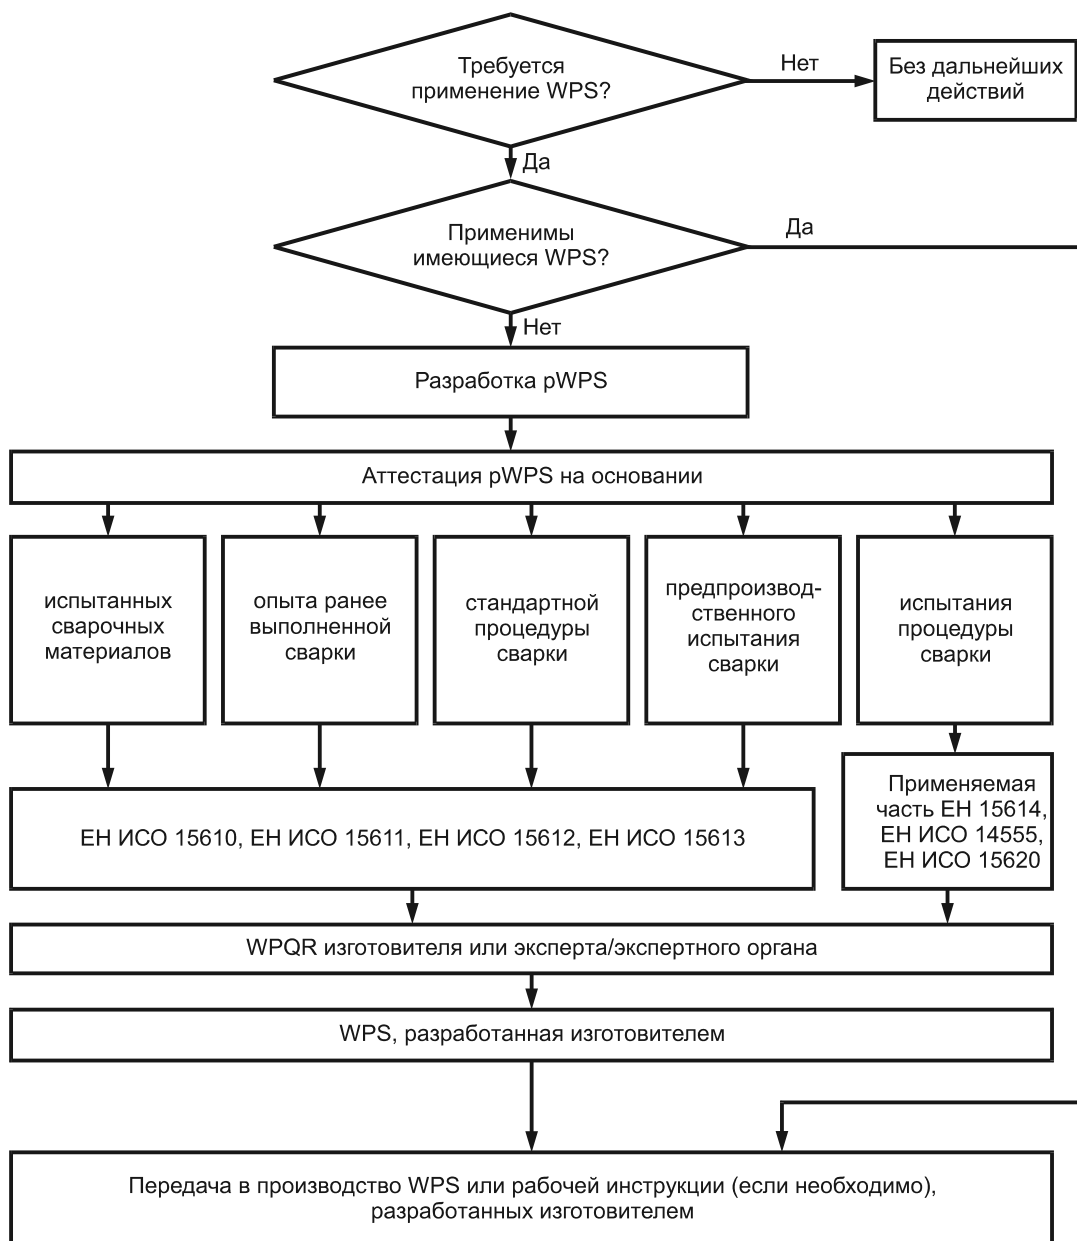 Требуется
применение WPS?
Нет
Без дальнейших
действий
Да
Применимы
имеющиеся WPS?
Да
Нет
Разработка pWPS
Аттестация pWPS на основании
испытанных
сварочных
материалов
опыта ранее
выполненной
сварки
стандартной
процедуры
сварки
предпроизвод-
ственного
испытания
сварки
испытания
процедуры
сварки
ЕН ИСО 15610, ЕН ИСО 15611, ЕН ИСО 15612, ЕН ИСО 15613
Применяемая
часть ЕН 15614,
ЕН ИСО 14555,
ЕН ИСО 15620
WPQR изготовителя или эксперта/экспертного органа
WPS, разработанная изготовителем
Передача в производство WPS или рабочей инструкции (если необходимо),
разработанных изготовителем